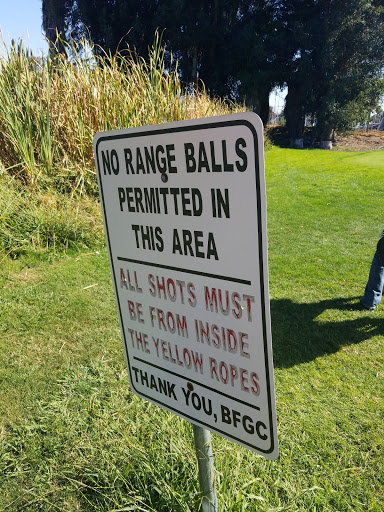 NO RANGE BALLS
PERMITTED IN
THIS AREA
ALL SHOTS MUST
BE FROM INSIDE
THE YELLOW ROPES
THANK YOU, BFGC